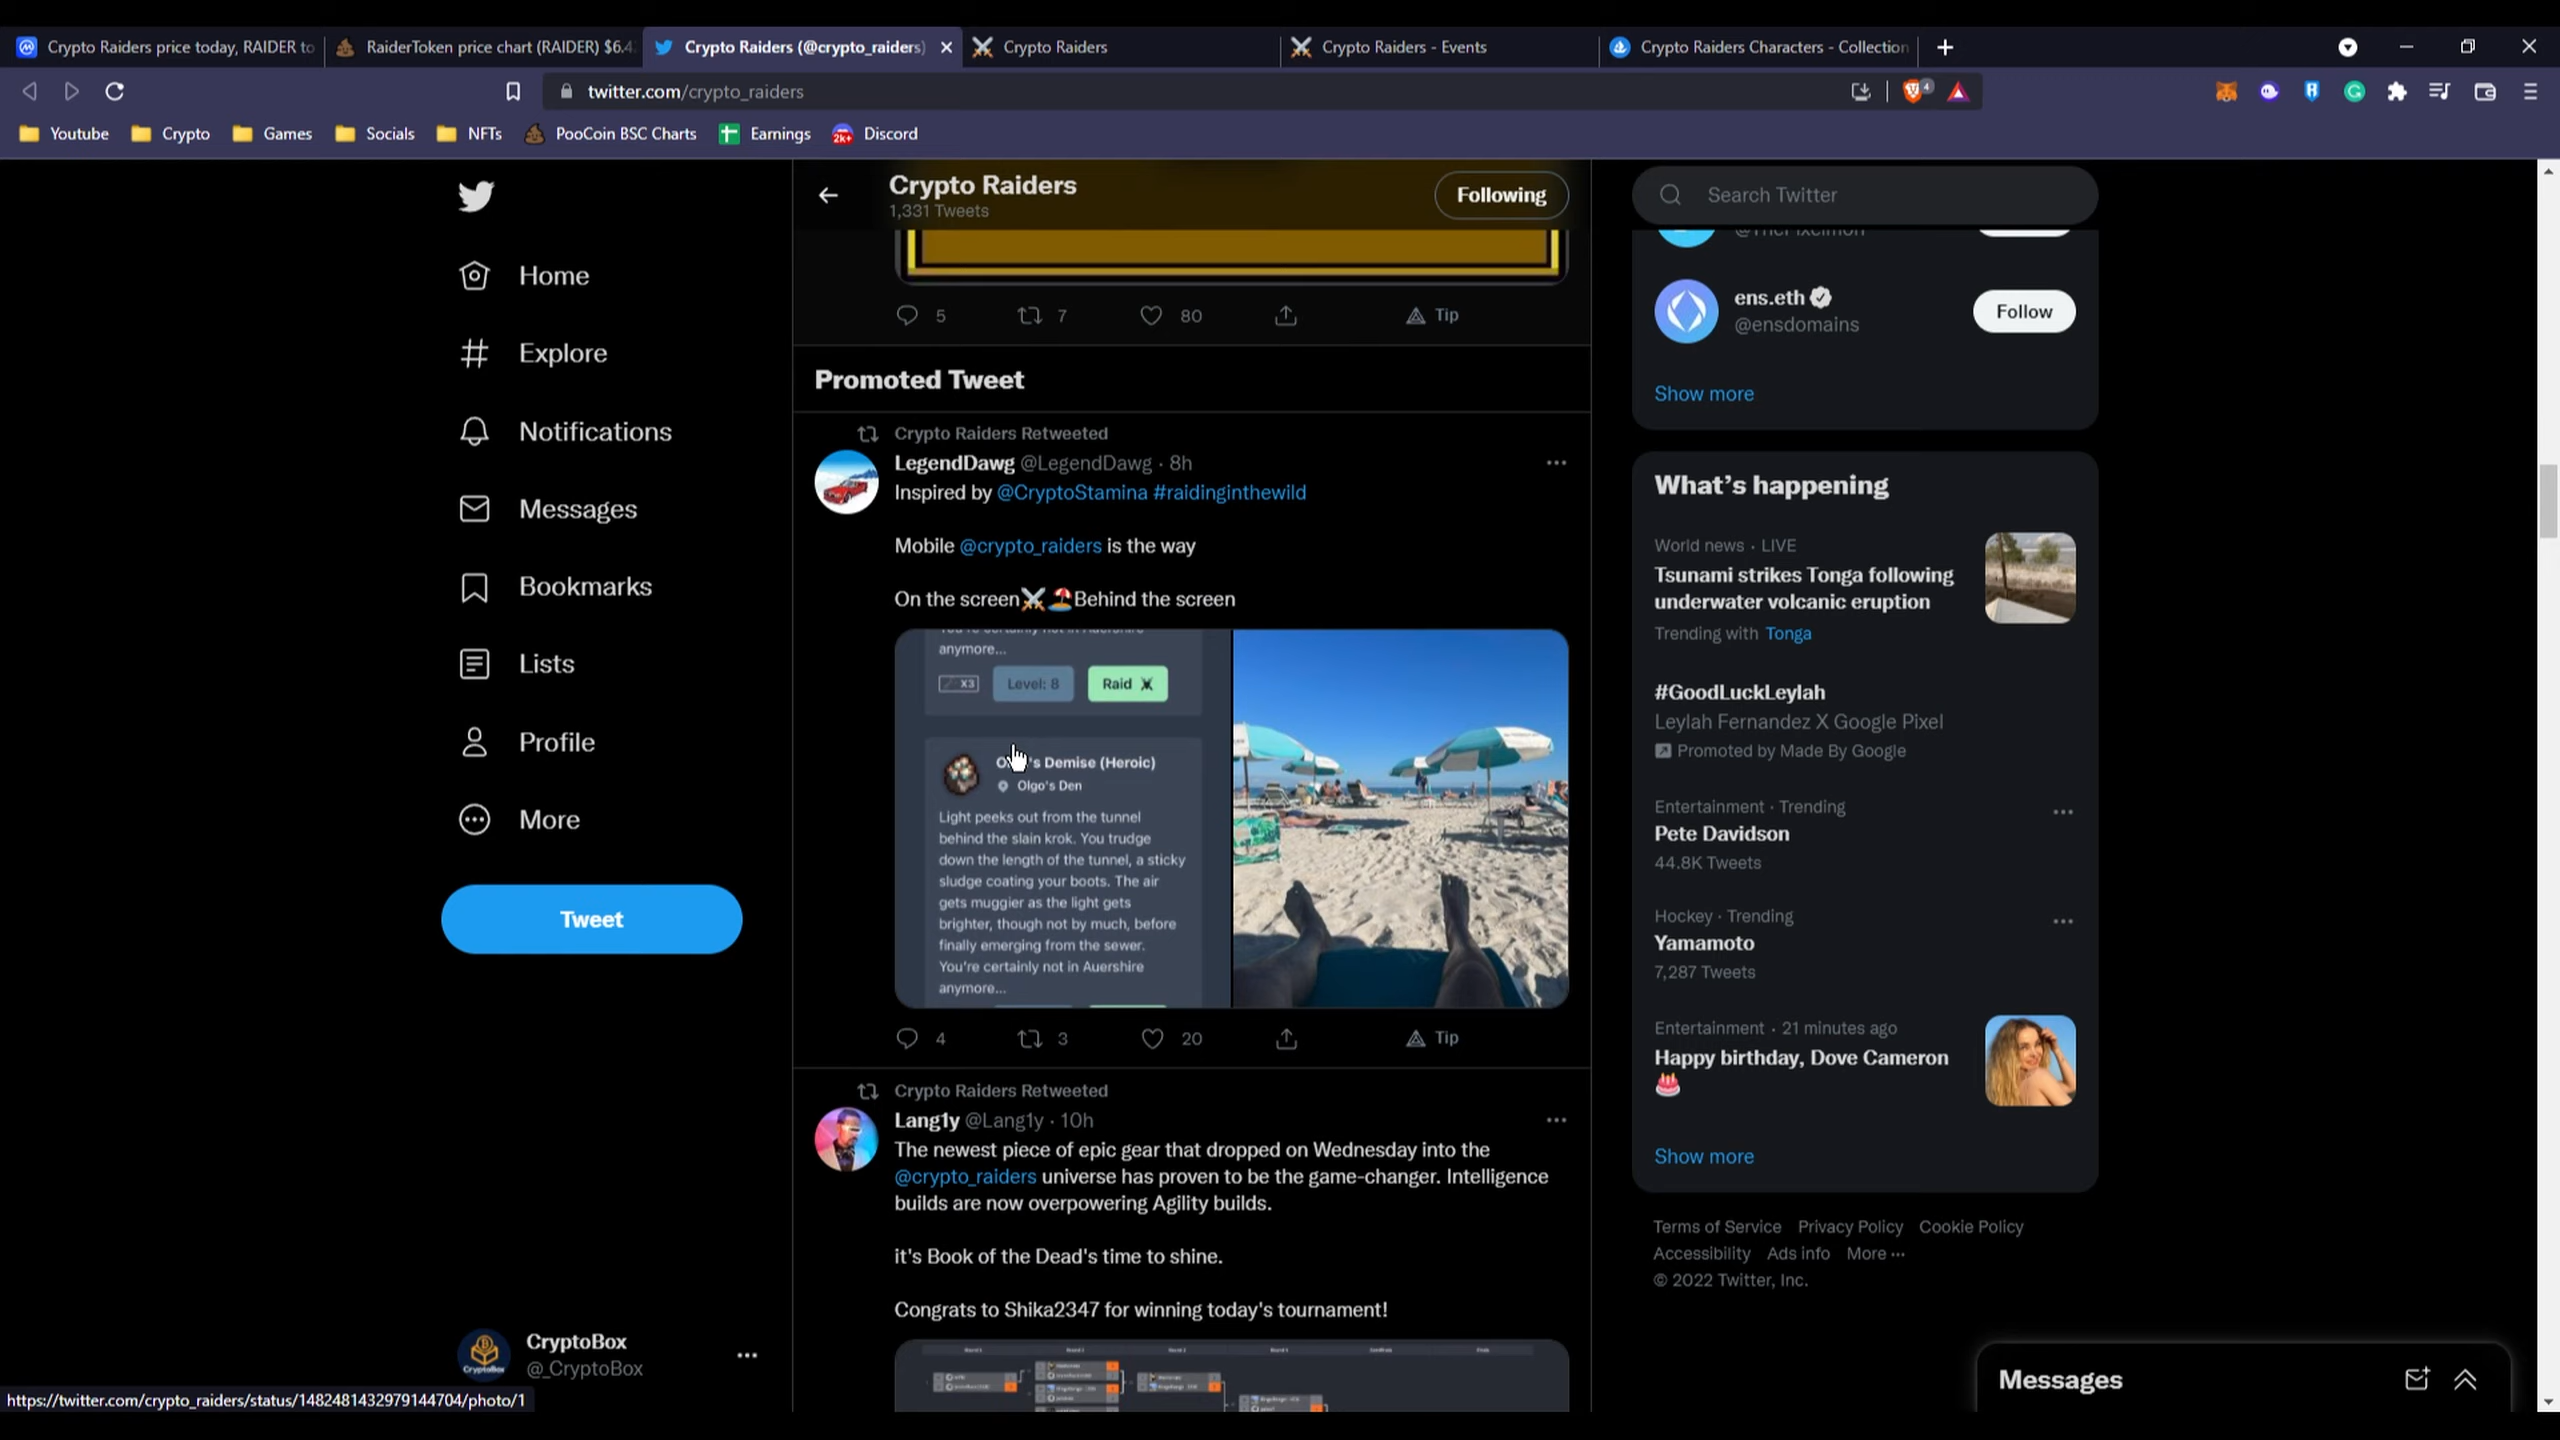 Crypto Raiders price today, RAIDER to
RaiderToken price chart (RAIDER) $6.4
Crypto Raiders (@crypto_raiders)
Crypto Raiders
Crypto Raiders - Events
Crypto Raiders Characters - Collection
twitter.com/crypto_raiders
4
Youtube
Crypto
Games
Socials
NFTs
PooCoin BSC Charts
Earnings
2k+
Discord
Home
Explore
Notifications
Messages
Bookmarks
Lists
Profile
More
Tweet
CryptoBox
@_CryptoBox
https://twitter.com/crypto_raiders/status/1482481432979144704/photo/1
Crypto Raiders
1,331 Tweets
Following
5 7 80 Tip
Promoted Tweet
Crypto Raiders Retweeted
LegendDawg @LegendDawg · 8h
Inspired by @CryptoStamina #raidinginthewild
Mobile @crypto_raiders is the way
On the screen⚔️ 🏖️Behind the screen
anymore...
X3
Level: 8
Raid
's Demise (Heroic)
Olgo's Den
Light peeks out from the tunnel
behind the slain krok. You trudge
down the length of the tunnel, a sticky
sludge coating your boots. The air
gets muggier as the light gets
brighter, though not by much, before
finally emerging from the sewer.
You're certainly not in Auershire
anymore...
4 3 20 Tip
Crypto Raiders Retweeted
Lang1y @Lang1y · 10h
The newest piece of epic gear that dropped on Wednesday into the
@crypto_raiders universe has proven to be the game-changer. Intelligence
builds are now overpowering Agility builds.
it's Book of the Dead's time to shine.
Congrats to Shika2347 for winning today's tournament!
Search Twitter
ens.eth
@ensdomains
Follow
Show more
What's happening
World news · LIVE
Tsunami strikes Tonga following
underwater volcanic eruption
Trending with Tonga
#GoodLuckLeylah
Leylah Fernandez X Google Pixel
Promoted by Made By Google
Entertainment · Trending
Pete Davidson
44.8K Tweets
Hockey · Trending
Yamamoto
7,287 Tweets
Entertainment · 21 minutes ago
Happy birthday, Dove Cameron
🎂
Show more
Terms of Service Privacy Policy Cookie Policy
Accessibility Ads info More ···
© 2022 Twitter, Inc.
Messages